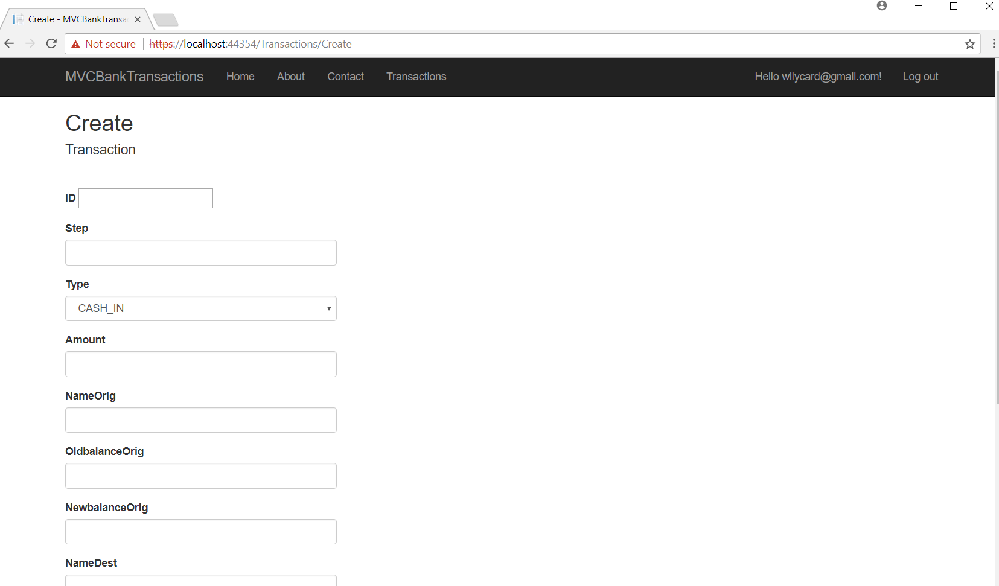 Create - MVCBankTransa
Not secure https://localhost:44354/Transactions/Create
MVCBankTransactions Home About Contact Transactions Hello wilycard@gmail.com! Log out
Create
Transaction
ID
Step
Type
CASH_IN
Amount
NameOrig
OldbalanceOrig
NewbalanceOrig
NameDest